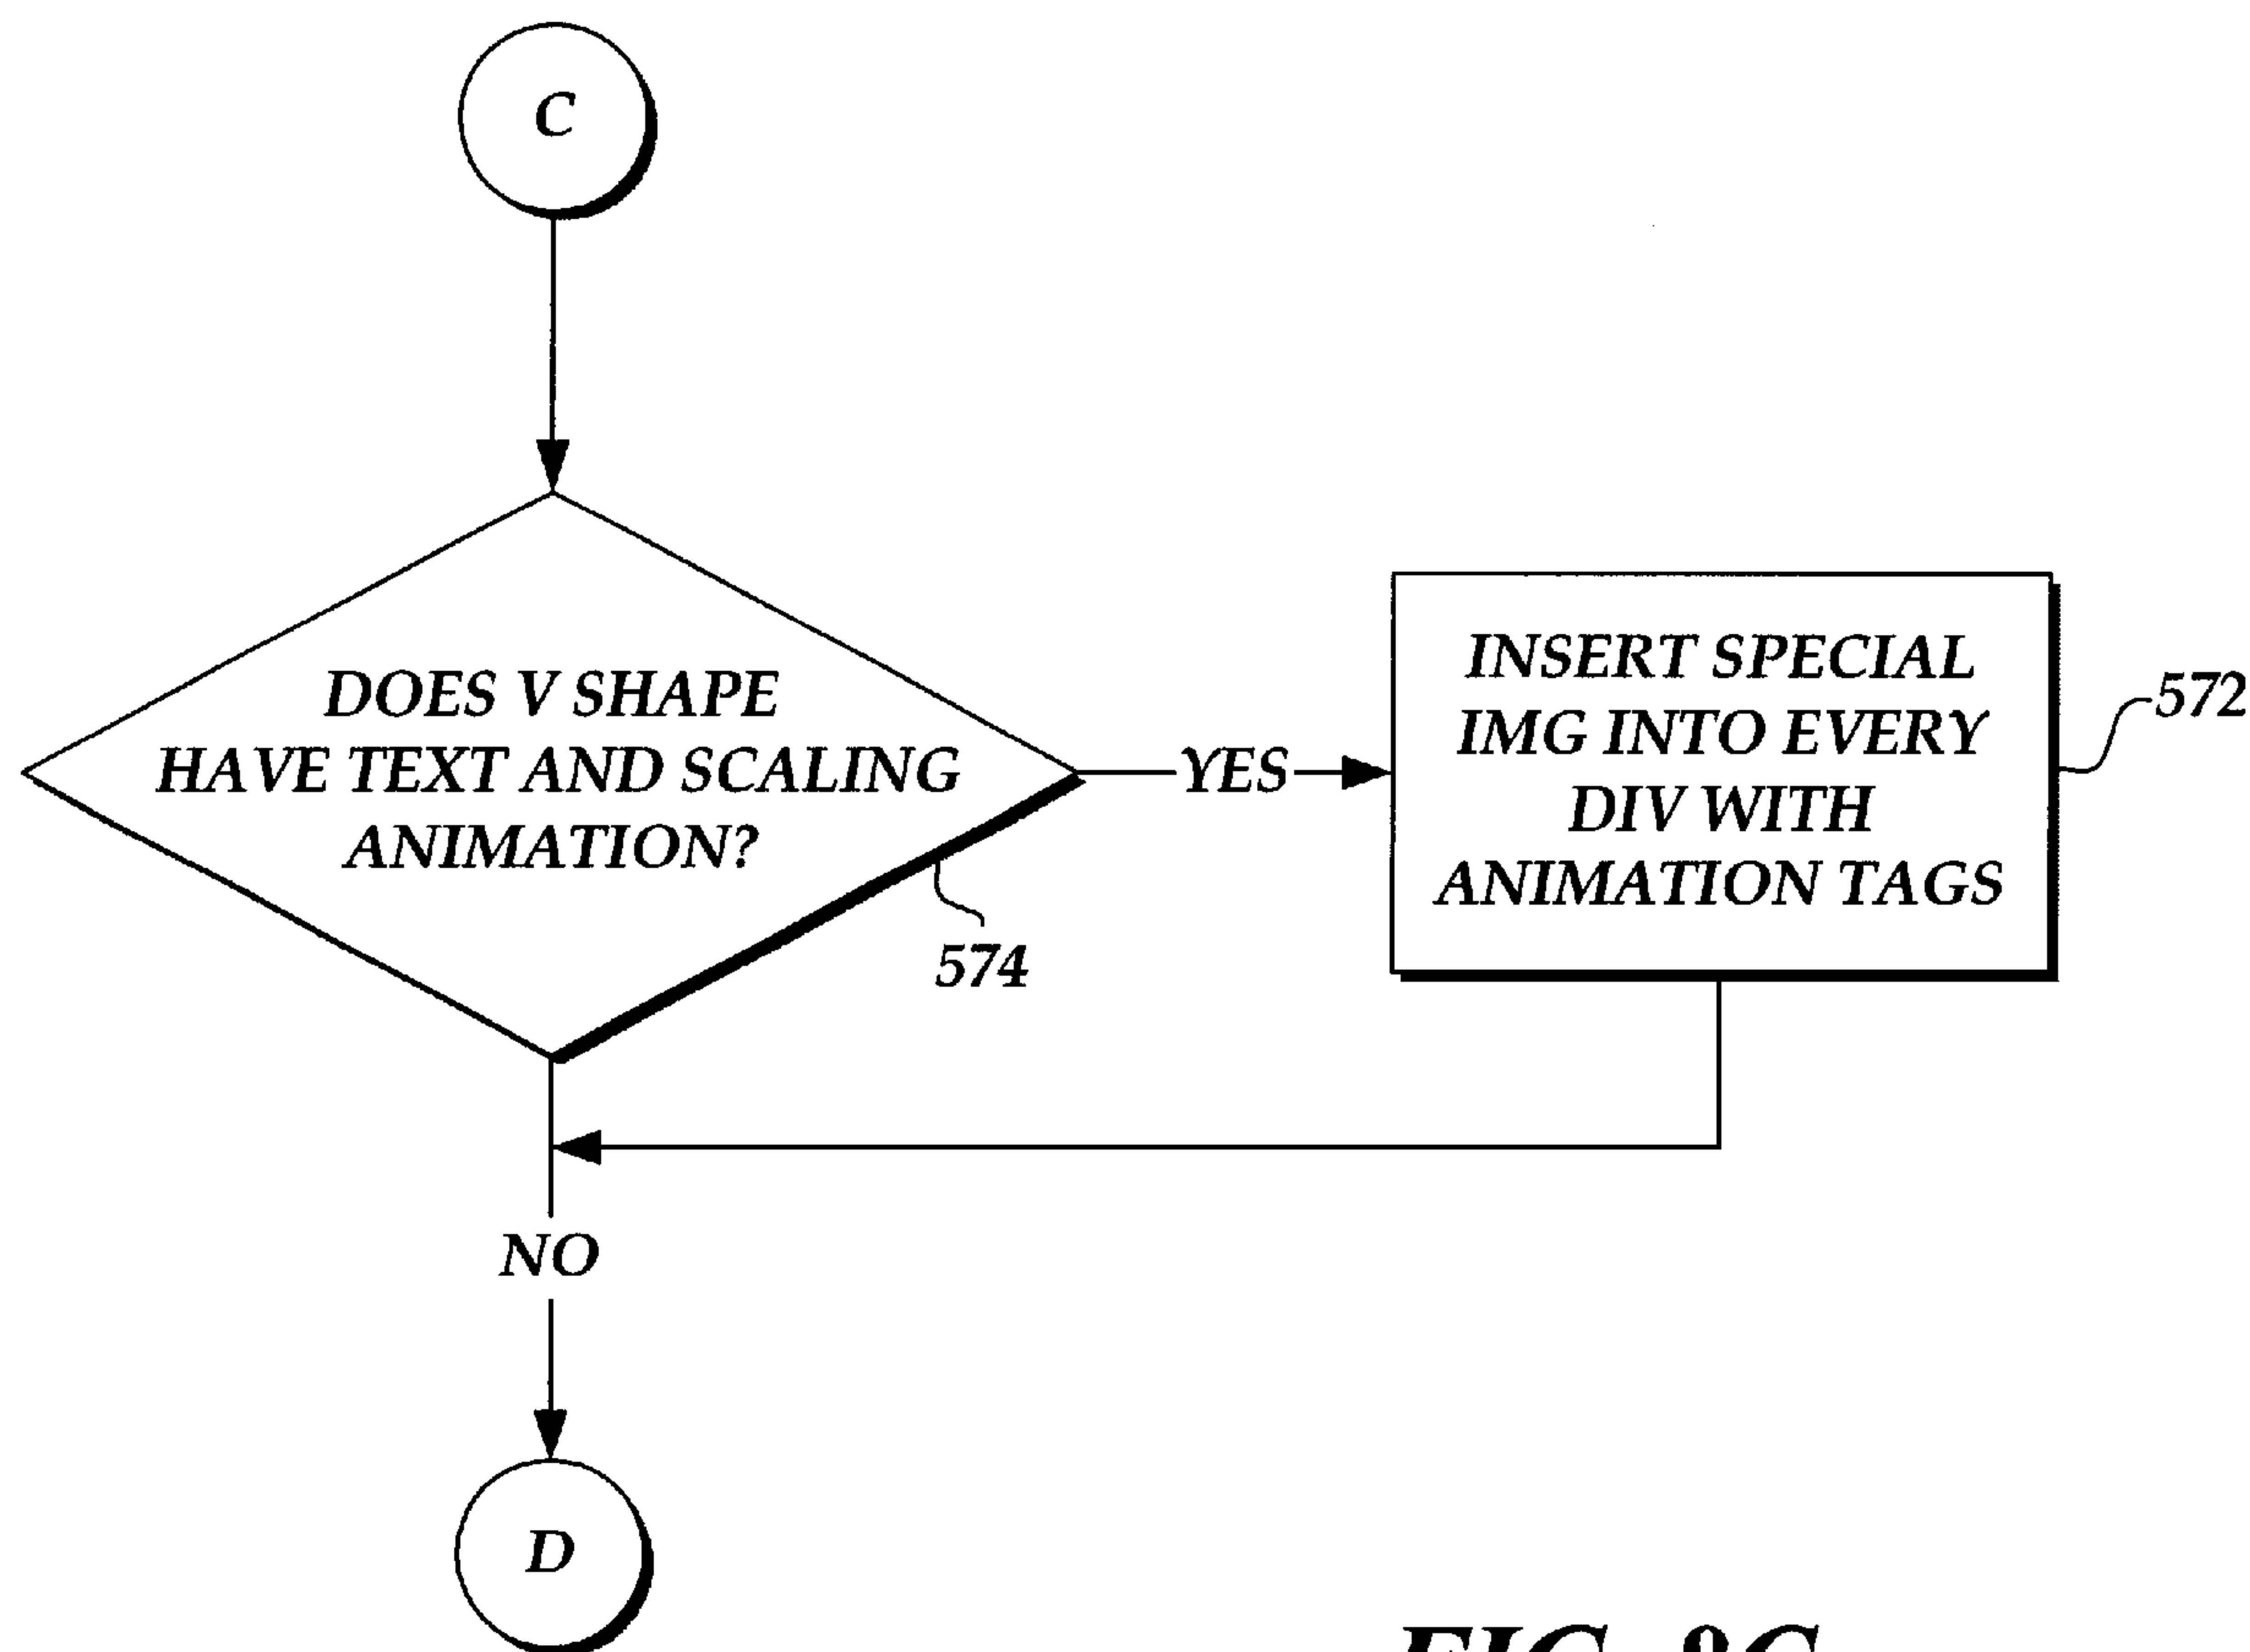 C
DOES V SHAPE
HAVE TEXT AND SCALING
ANIMATION?
574
YES
INSERT SPECIAL
IMG INTO EVERY
DIV WITH
ANIMATION TAGS
572
NO
D